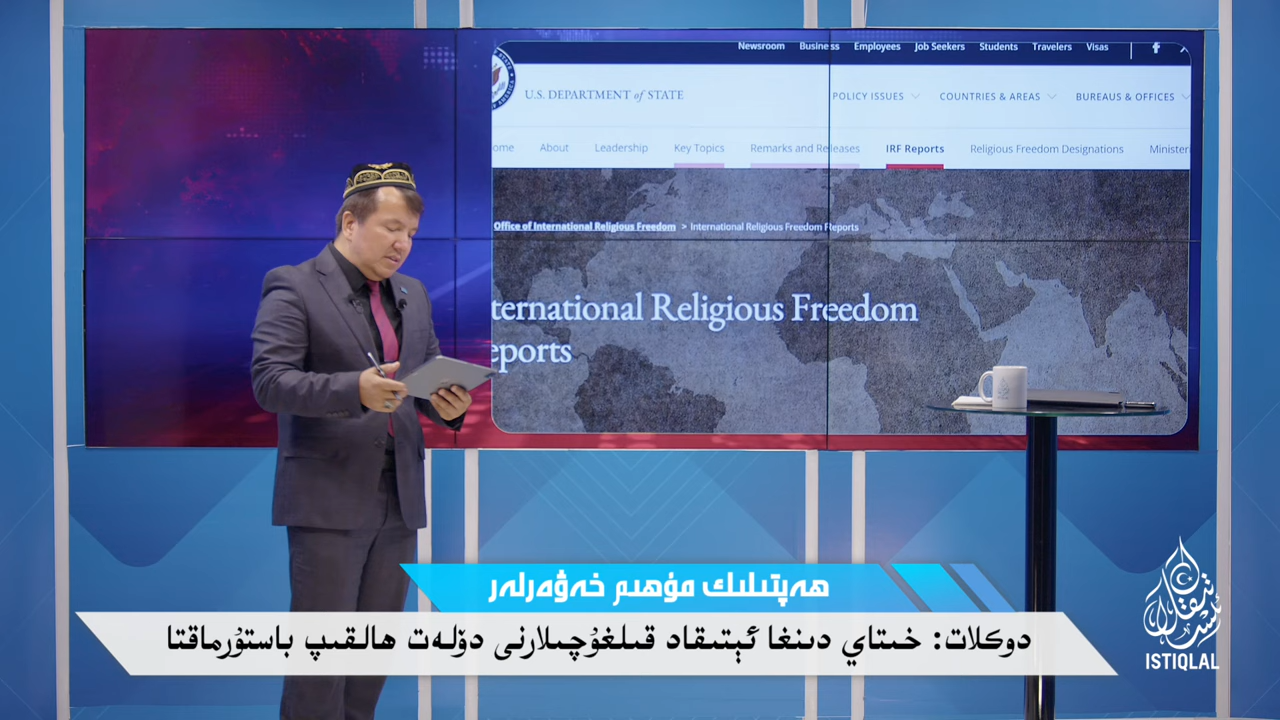 Newsroom Business Employees Job Seekers Students Travelers Visas
U.S. DEPARTMENT of STATE
POLICY ISSUES COUNTRIES & AREAS BUREAUS & OFFICES
ome About Leadership Key Topics Remarks and Releases IRF Reports Religious Freedom Designations Ministeri
Office of International Religious Freedom > International Religious Freedom Reports
ternational Religious Freedom
eports
ھەپتىلىك مۇھىم خەۋەرلەر
دوكلات: خىتاي دىنغا ئېتىقاد قىلغۇچىلارنى دۆلەت ھالقىپ باستۇرماقتا
ئىستىقلال
ISTIQLAL